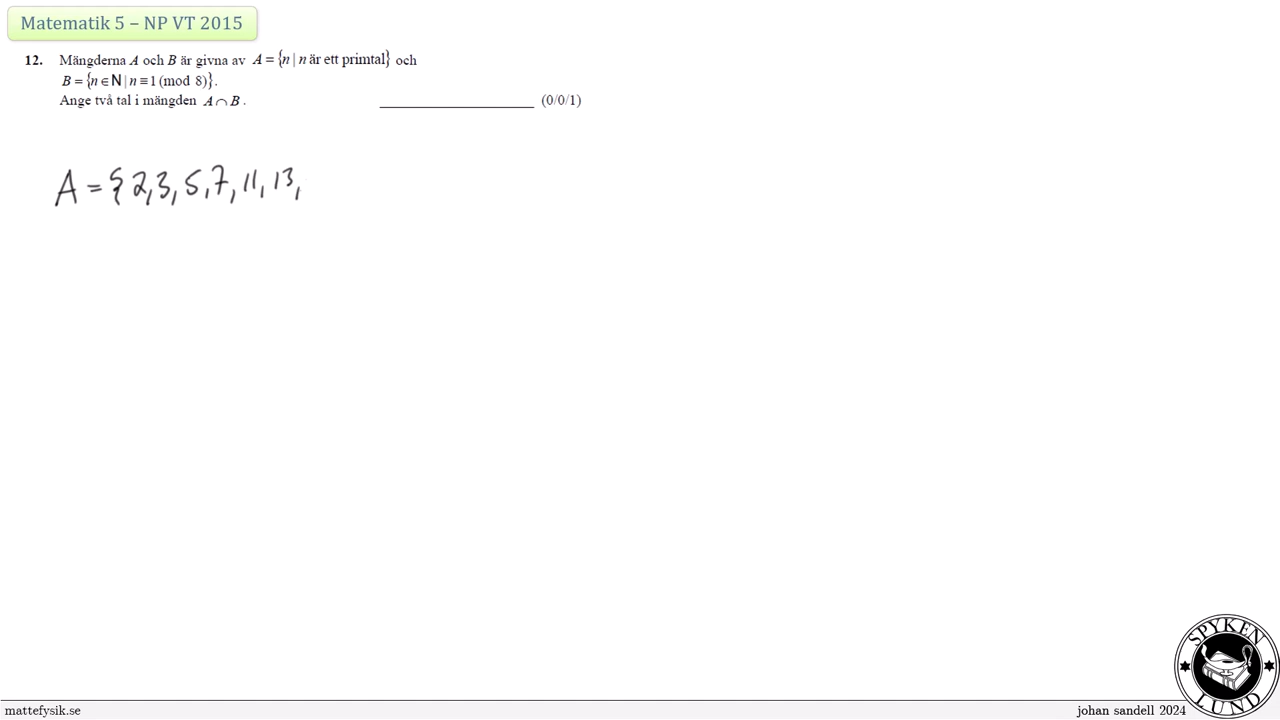 Matematik 5 – NP VT 2015
12. Mängderna A och B är givna av A = {n | n är ett primtal} och
B = {n ∈ N | n ≡ 1 (mod 8)}.
Ange två tal i mängden A ∩ B. (0/0/1)
A = { 2, 3, 5, 7, 11, 13,
SPYKEN
LUND
mattefysik.se
johan sandell 2024